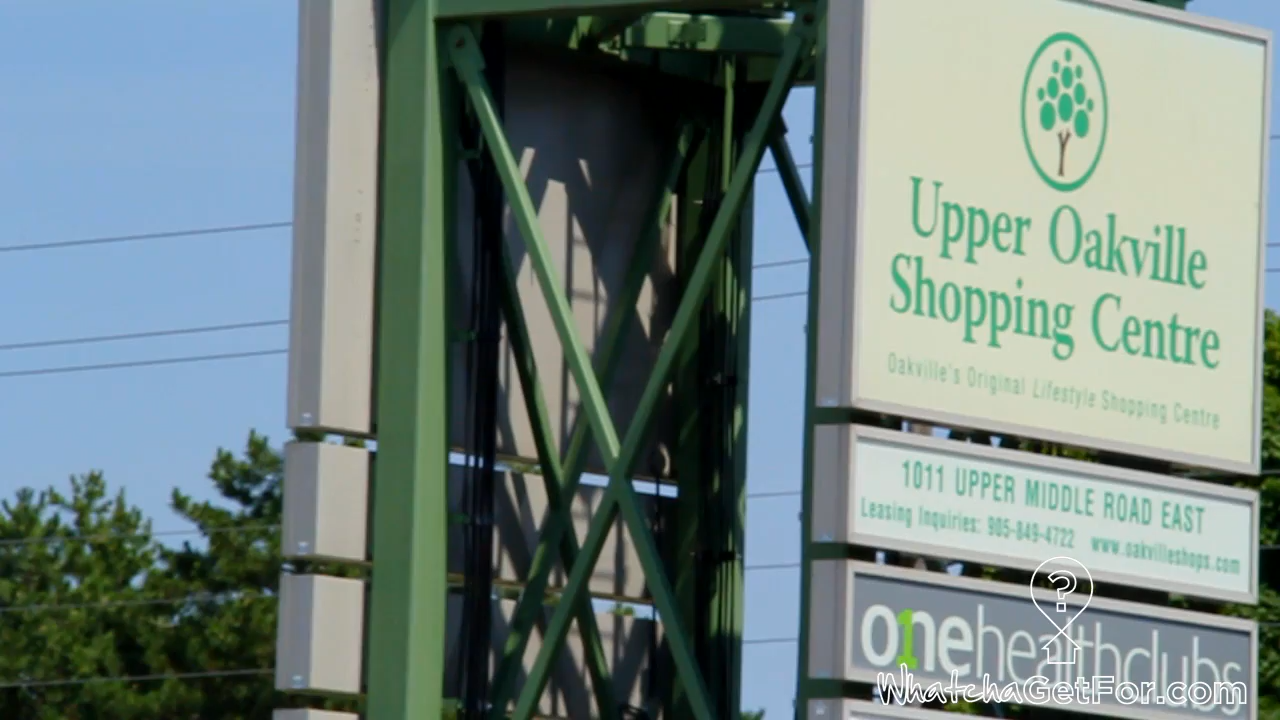 Upper Oakville
Shopping Centre
Oakville's Original Lifestyle Shopping Centre
1011 UPPER MIDDLE ROAD EAST
Leasing Inquiries: 905-849-4722 www.oakvilleshops.com
?
onehealthclubs
WhatchaGetFor.com